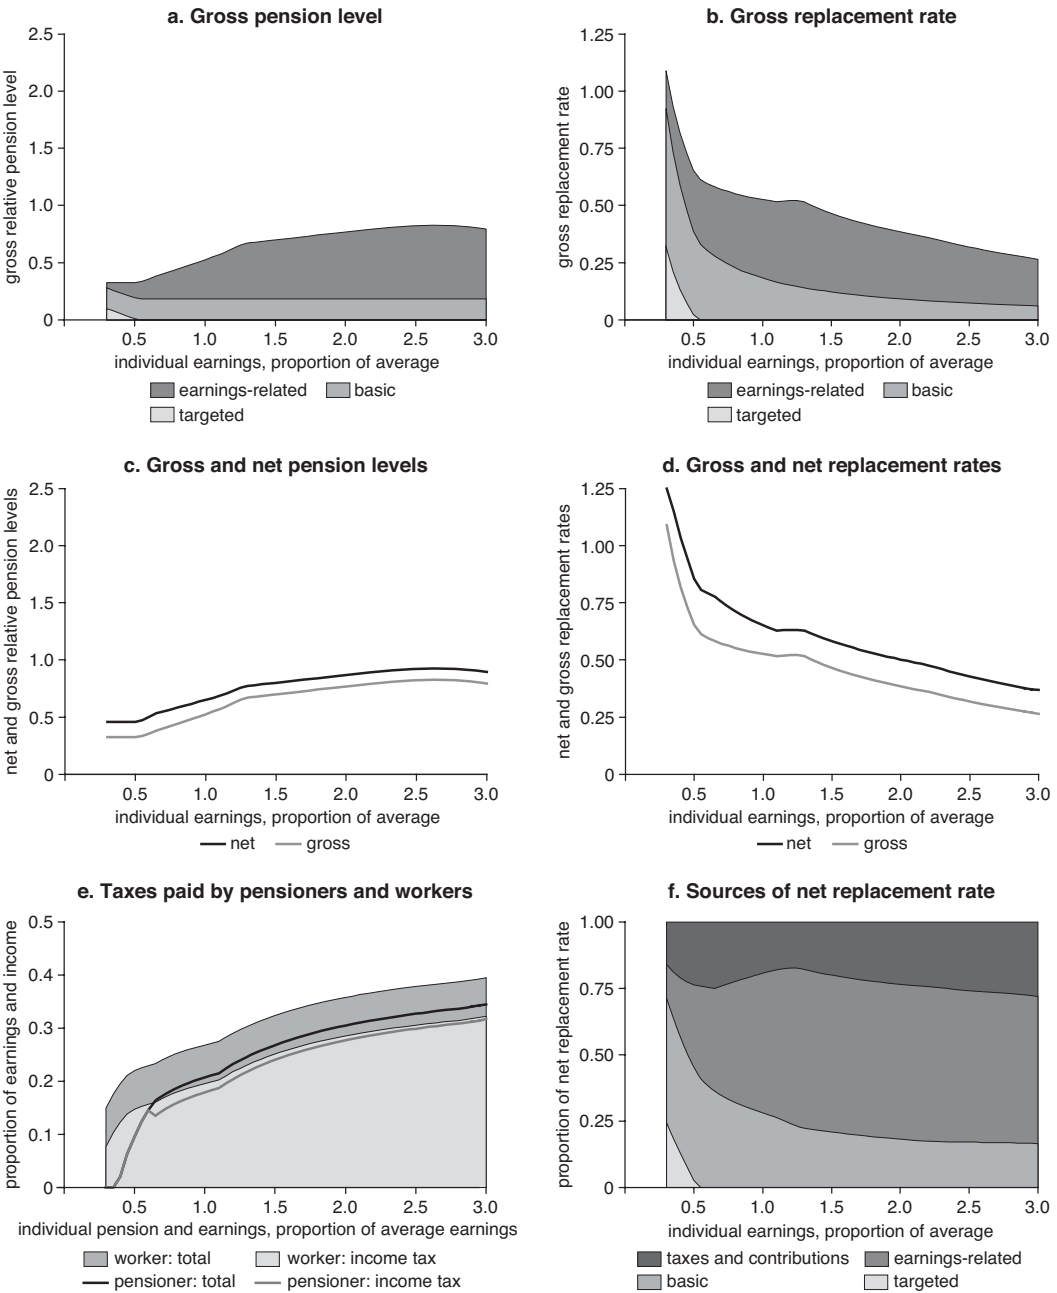 a. Gross pension level
gross relative pension level
2.5
2.0
1.5
1.0
0.5
0
0.5 1.0 1.5 2.0 2.5 3.0
individual earnings, proportion of average
earnings-related basic
targeted
b. Gross replacement rate
gross replacement rate
1.25
1.00
0.75
0.50
0.25
0
0.5 1.0 1.5 2.0 2.5 3.0
individual earnings, proportion of average
earnings-related basic
targeted
c. Gross and net pension levels
net and gross relative pension levels
2.5
2.0
1.5
1.0
0.5
0
0.5 1.0 1.5 2.0 2.5 3.0
individual earnings, proportion of average
net gross
d. Gross and net replacement rates
net and gross replacement rates
1.25
1.00
0.75
0.50
0.25
0
0.5 1.0 1.5 2.0 2.5 3.0
individual earnings, proportion of average
net gross
e. Taxes paid by pensioners and workers
proportion of earnings and income
0.5
0.4
0.3
0.2
0.1
0
0.5 1.0 1.5 2.0 2.5 3.0
individual pension and earnings, proportion of average earnings
worker: total worker: income tax
pensioner: total pensioner: income tax
f. Sources of net replacement rate
proportion of net replacement rate
1.00
0.75
0.50
0.25
0
0.5 1.0 1.5 2.0 2.5 3.0
individual earnings, proportion of average
taxes and contributions earnings-related
basic targeted